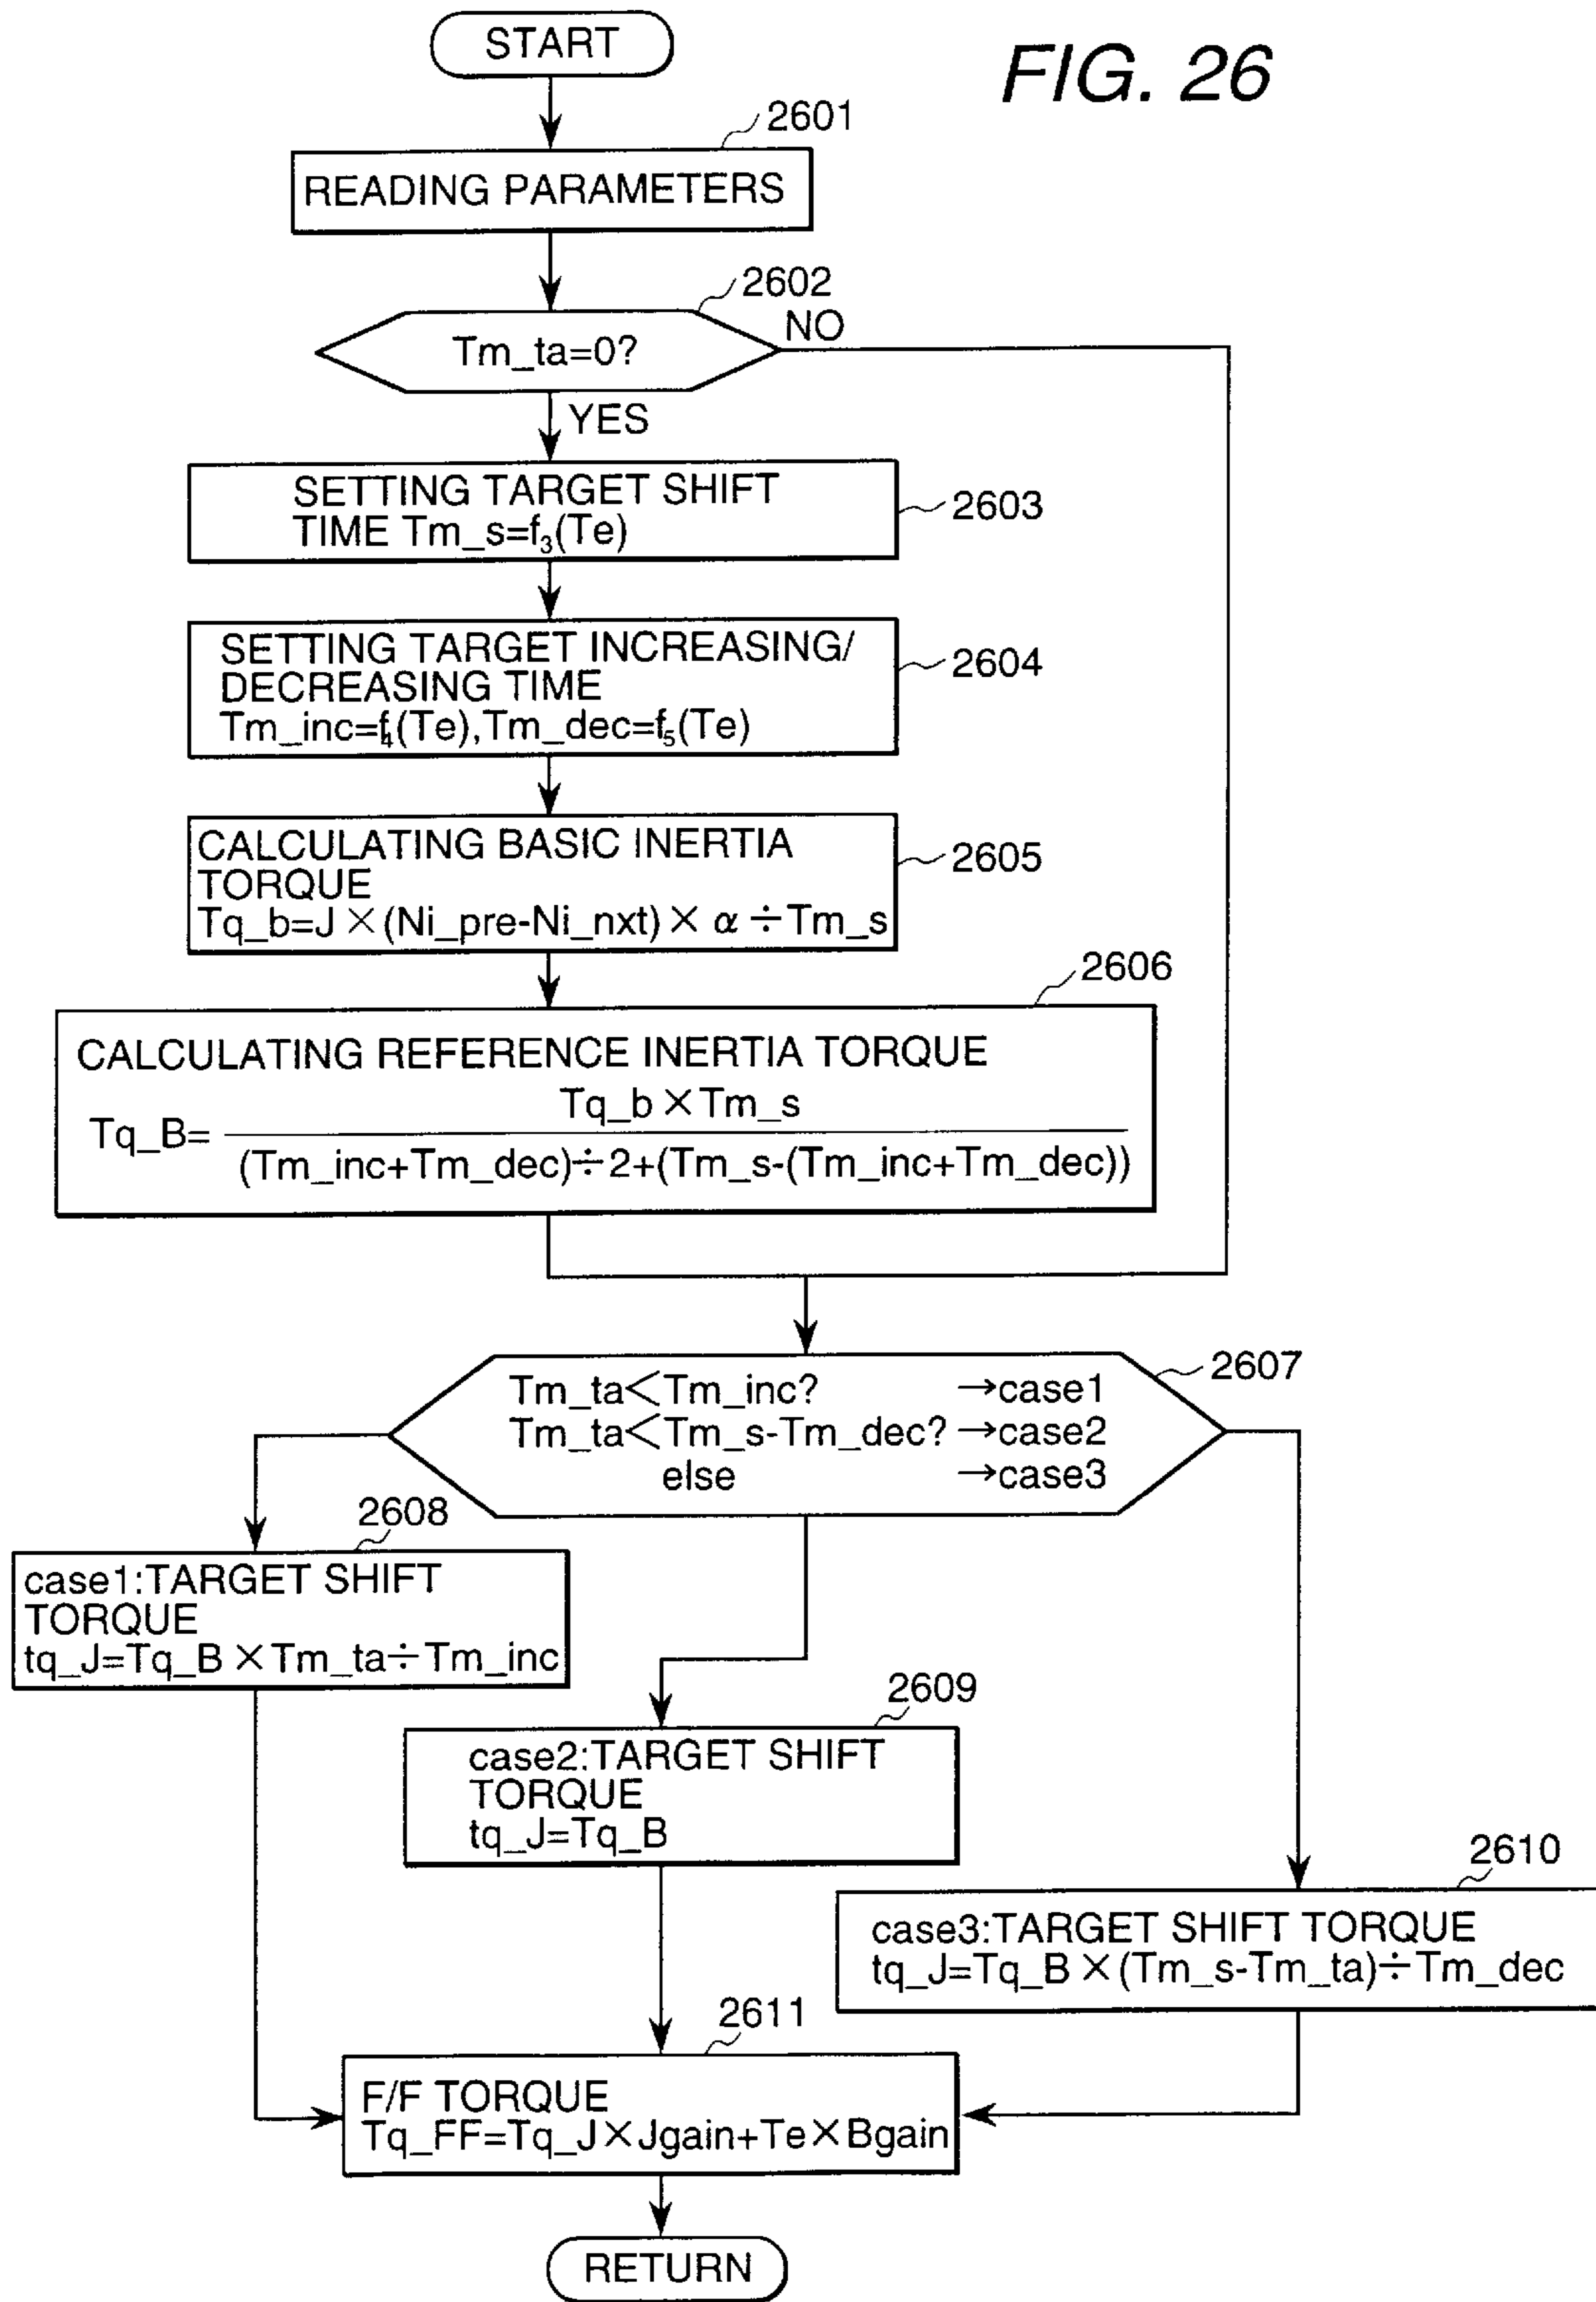 START
FIG. 26
2601
READING PARAMETERS
2602
Tm_ta=0?
NO
YES
SETTING TARGET SHIFT
TIME Tm_s=f₃(Te)
2603
SETTING TARGET INCREASING/
DECREASING TIME
Tm_inc=f₄(Te),Tm_dec=f₅(Te)
2604
CALCULATING BASIC INERTIA
TORQUE
Tq_b=J×(Ni_pre-Ni_nxt)×α÷Tm_s
2605
2606
CALCULATING REFERENCE INERTIA TORQUE
Tq_b×Tm_s
Tq_B=
(Tm_inc+Tm_dec)÷2+(Tm_s-(Tm_inc+Tm_dec))
2607
Tm_ta<Tm_inc? →case1
Tm_ta<Tm_s-Tm_dec? →case2
else →case3
2608
case1:TARGET SHIFT
TORQUE
tq_J=Tq_B×Tm_ta÷Tm_inc
2609
case2:TARGET SHIFT
TORQUE
tq_J=Tq_B
2610
case3:TARGET SHIFT TORQUE
tq_J=Tq_B×(Tm_s-Tm_ta)÷Tm_dec
2611
F/F TORQUE
Tq_FF=Tq_J×Jgain+Te×Bgain
RETURN